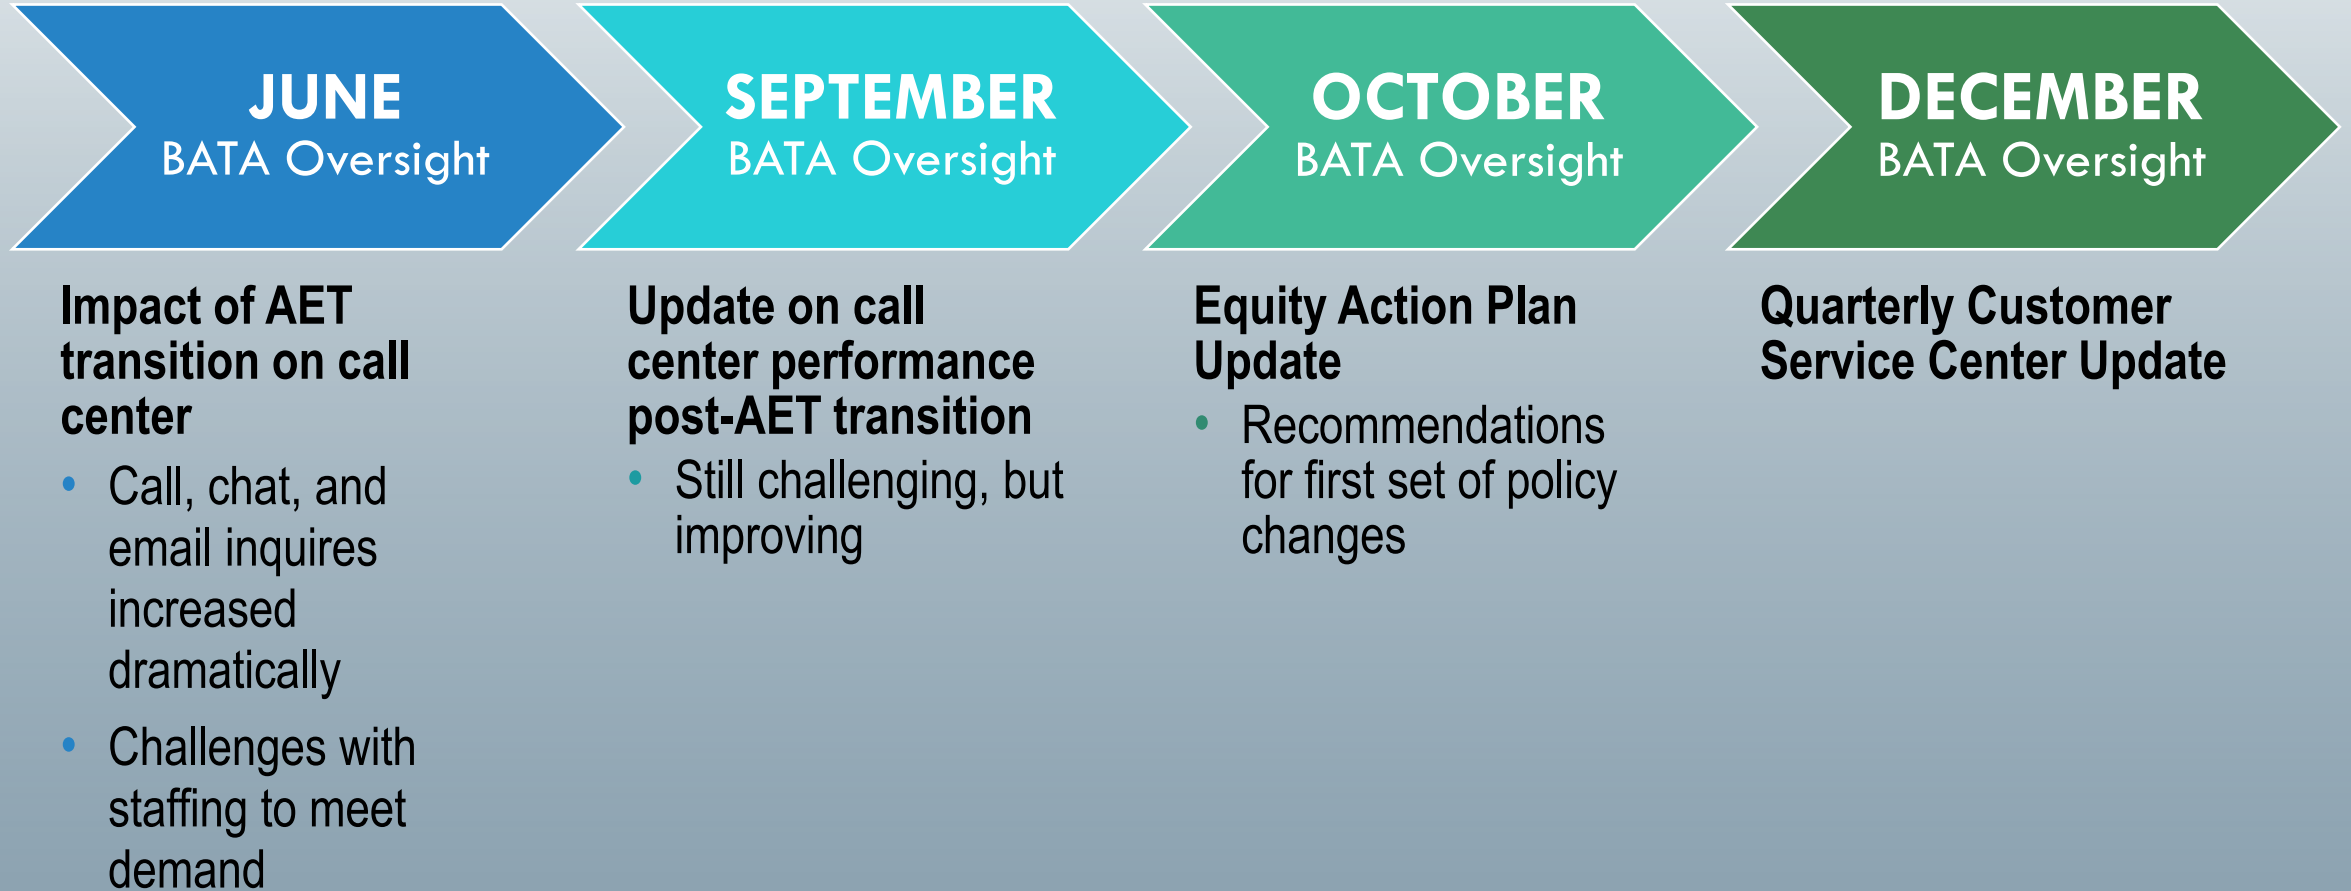 JUNE
BATA Oversight
Impact of AET
transition on call
center
• Call, chat, and
email inquires
increased
dramatically
• Challenges with
staffing to meet
demand
SEPTEMBER
BATA Oversight
Update on call
center performance
post-AET transition
• Still challenging, but
improving
OCTOBER
BATA Oversight
Equity Action Plan
Update
• Recommendations
for first set of policy
changes
DECEMBER
BATA Oversight
Quarterly Customer
Service Center Update